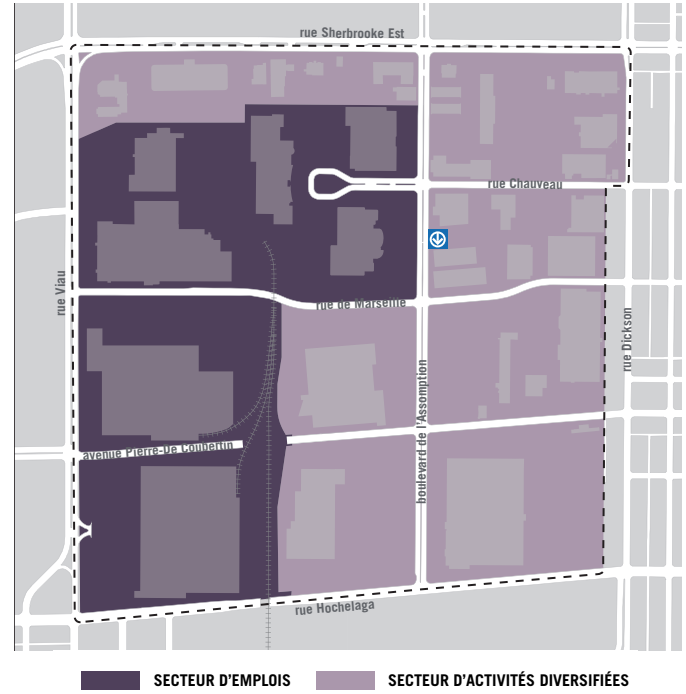 rue Sherbrooke Est
rue Chauveau
rue Viau
rue de Marseille
rue Dickson
boulevard de l'Assomption
avenue Pierre-De Coubertin
rue Hochelaga
SECTEUR D'EMPLOIS
SECTEUR D'ACTIVITÉS DIVERSIFIÉES